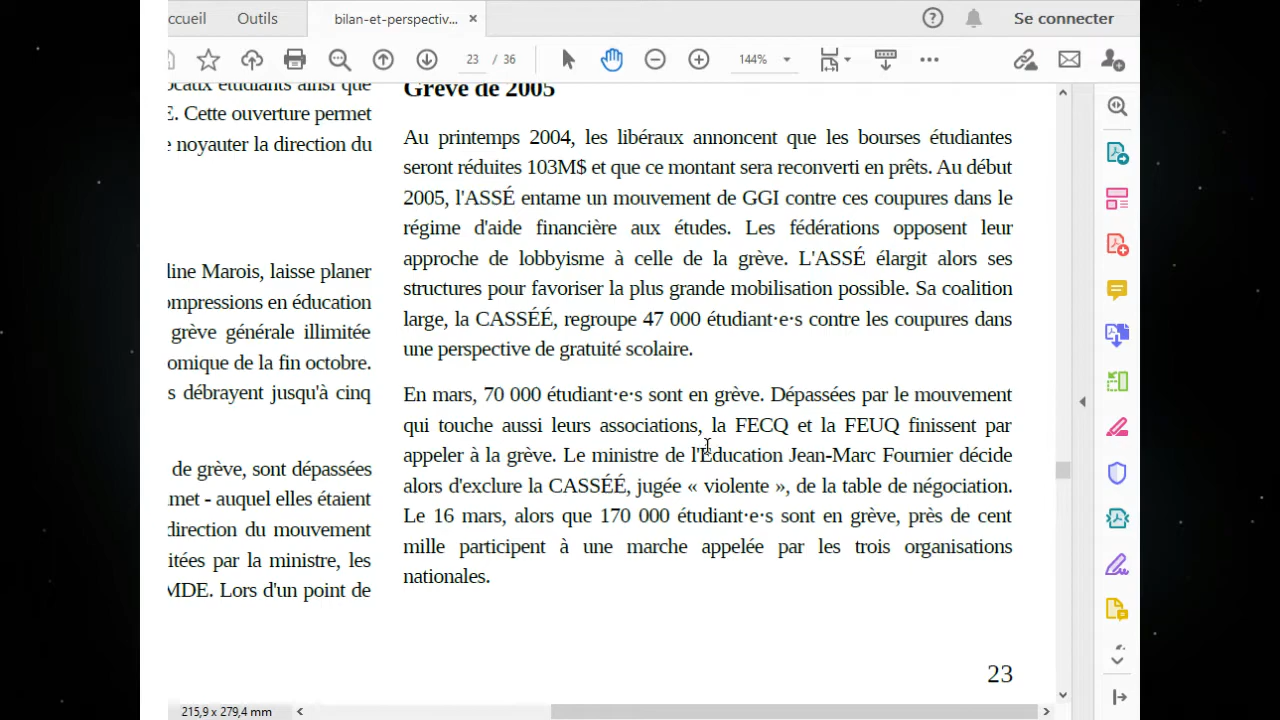 ccueil
Outils
bilan-et-perspectiv...
Se connecter
23 / 36
144%
ocaux étudiants ainsi que
E. Cette ouverture permet
noyauter la direction du
line Marois, laisse planer
ompressions en éducation
grève générale illimitée
omique de la fin octobre.
s débrayent jusqu'à cinq
de grève, sont dépassées
met - auquel elles étaient
direction du mouvement
itées par la ministre, les
MDE. Lors d'un point de
Grève de 2005
Au printemps 2004, les libéraux annoncent que les bourses étudiantes
seront réduites 103M$ et que ce montant sera reconverti en prêts. Au début
2005, l'ASSÉ entame un mouvement de GGI contre ces coupures dans le
régime d'aide financière aux études. Les fédérations opposent leur
approche de lobbyisme à celle de la grève. L'ASSÉ élargit alors ses
structures pour favoriser la plus grande mobilisation possible. Sa coalition
large, la CASSÉÉ, regroupe 47 000 étudiant·e·s contre les coupures dans
une perspective de gratuité scolaire.
En mars, 70 000 étudiant·e·s sont en grève. Dépassées par le mouvement
qui touche aussi leurs associations, la FECQ et la FEUQ finissent par
appeler à la grève. Le ministre de l'Éducation Jean-Marc Fournier décide
alors d'exclure la CASSÉÉ, jugée « violente », de la table de négociation.
Le 16 mars, alors que 170 000 étudiant·e·s sont en grève, près de cent
mille participent à une marche appelée par les trois organisations
nationales.
23
215,9 x 279,4 mm